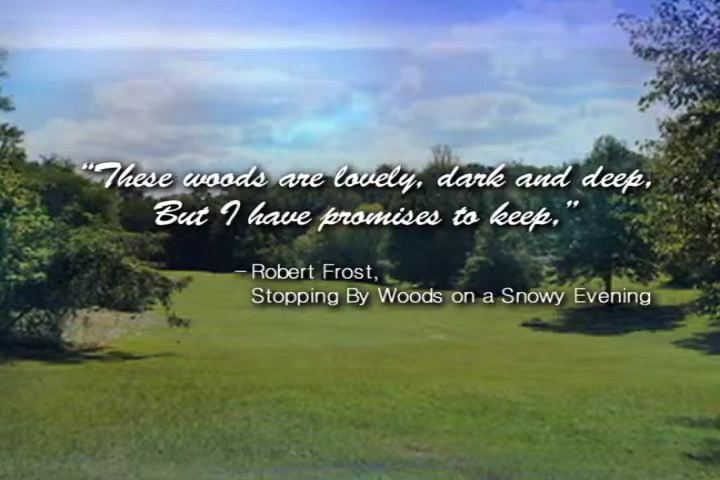 “These woods are lovely, dark and deep,
But I have promises to keep,”
– Robert Frost,
Stopping By Woods on a Snowy Evening